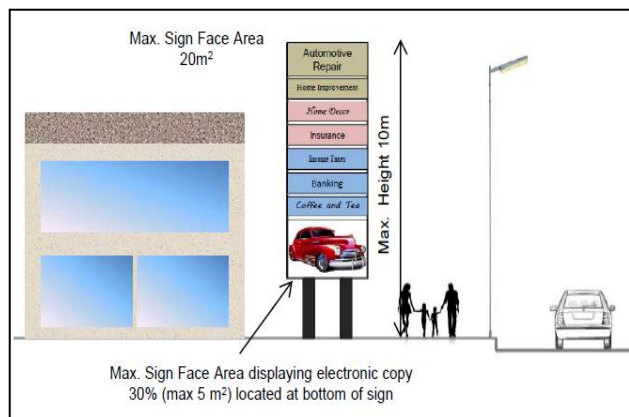 Max. Sign Face Area
20m²
Automotive
Repair
Home Improvement
Home Decor
Insurance
Banking
Coffee and Tea
Max. Height 10m
Max. Sign Face Area displaying electronic copy
30% (max 5 m²) located at bottom of sign